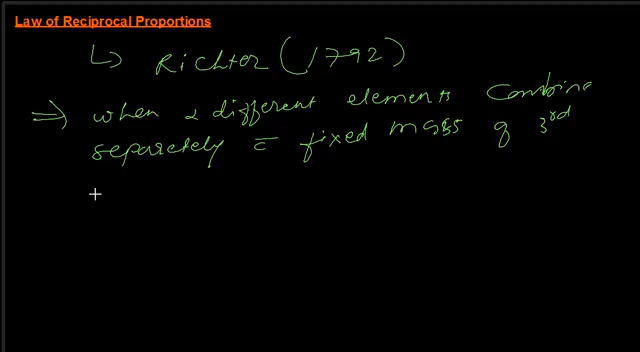 Law of Reciprocal Proportions
↳ Richter (1792)
⇒ when 2 different elements combine
separately c̄ fixed mass of 3rd